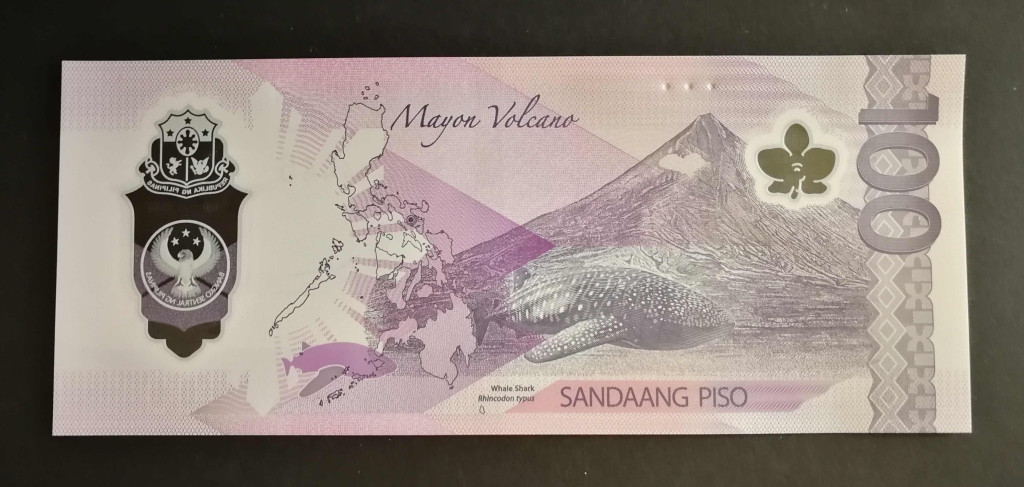 Mayon Volcano
100
REPUBLIKA NG PILIPINAS
BANGKO SENTRAL NG PILIPINAS
Whale Shark
Rhincodon typus
SANDAANG PISO